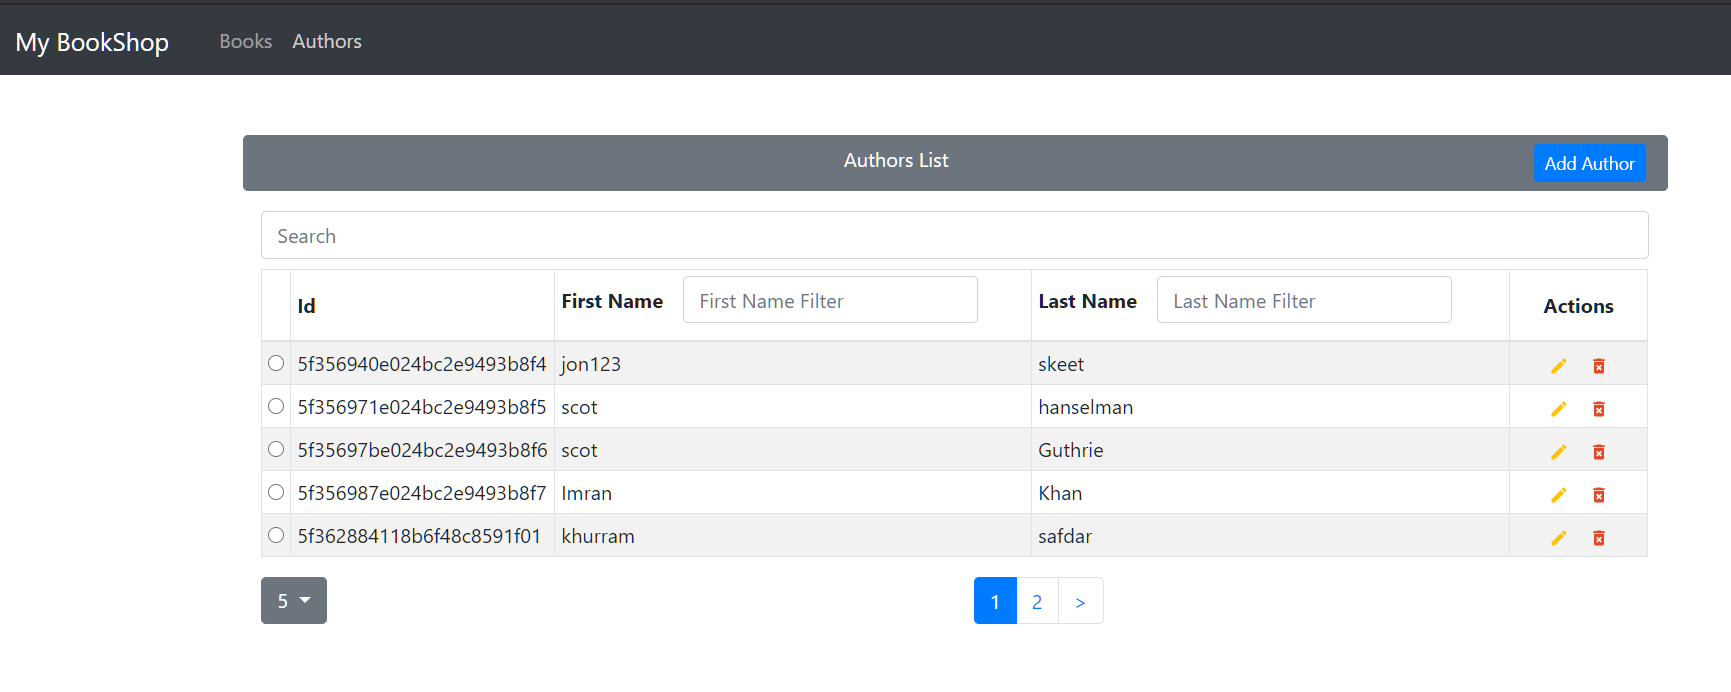 My BookShop Books Authors
Authors List Add Author
Search
Id First Name First Name Filter Last Name Last Name Filter Actions
5f356940e024bc2e9493b8f4 jon123 skeet
5f356971e024bc2e9493b8f5 scot hanselman
5f35697be024bc2e9493b8f6 scot Guthrie
5f356987e024bc2e9493b8f7 Imran Khan
5f362884118b6f48c8591f01 khurram safdar
5 1 2 >